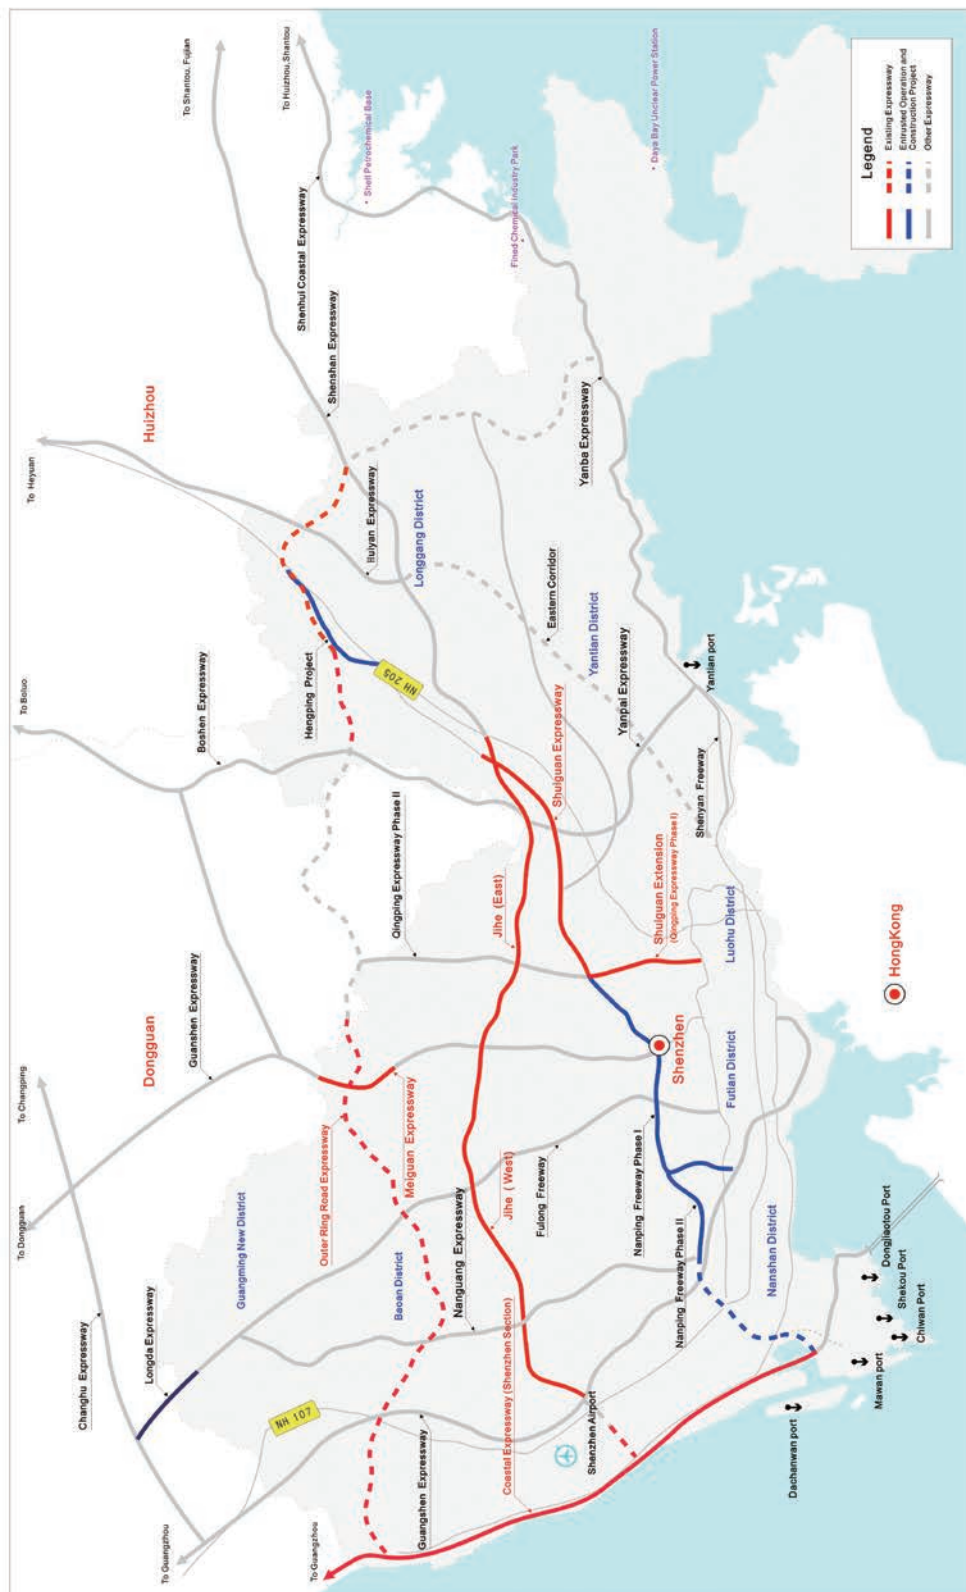 To Guangzhou
To Guangzhou
NH 107
Guangshen Expressway
Coastal Expressway (Shenzhen Section)
Shenzhen Airport
Changhu Expressway
Longda Expressway
To Dongguan
To Changping
Guangming New District
Baoan District
Nanguang Expressway
Outer Ring Road Expressway
Meiguan Expressway
Jihe ( West)
Fulong Freeway
Nanping Freeway Phase I
Nanping Freeway Phase II
Nanshan District
Futian District
Dachanwan port
Mawan port
Chiwan Port
Shekou Port
Dongjiaotou Port
Dongguan
Guanshen Expressway
Shenzhen
HongKong
Qingping Expressway Phase II
Jihe (East)
Shuiguan Extension
(Qingping Expressway Phase I)
Luohu District
Shuiguan Expressway
To Boluo
Boshen Expressway
Hengping Project
NH 205
Shenyan Freeway
Yanpai Expressway
Yantian District
Eastern Corridor
Yantian port
To Heyuan
Huizhou
Huiyan Expressway
Longgang District
Yanba Expressway
Shenshan Expressway
Shenhui Coastal Expressway
To Shantou, Fujian
To Huizhou, Shantou
Shell Petrochemical Base
Fined Chemical Industry Park
Daya Bay Unclear Power Station
Legend
Existing Expressway
Entrusted Operation and
Construction Project
Other Expressway